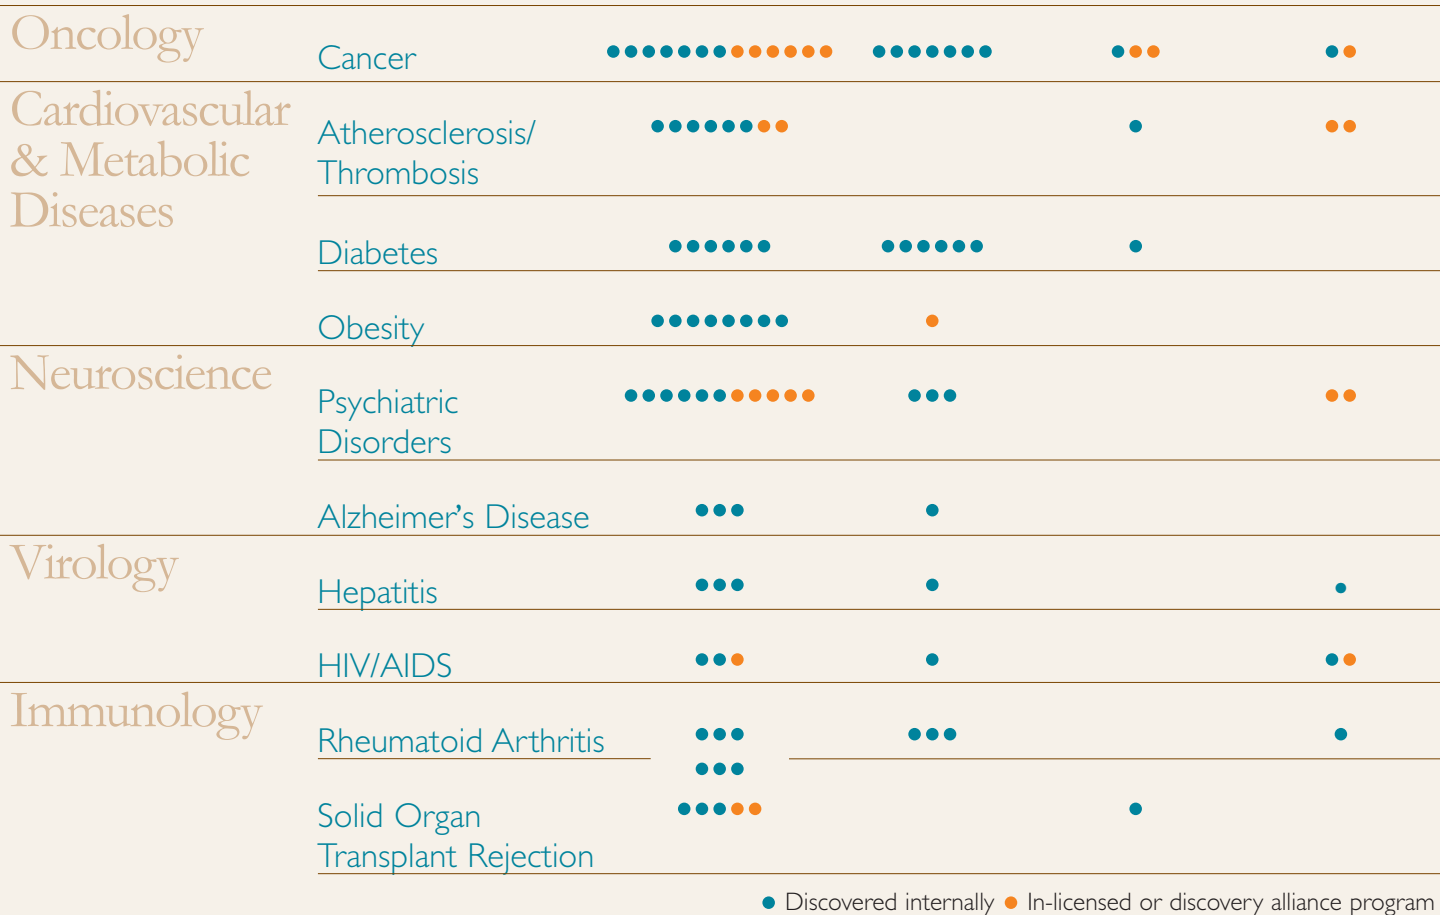 Oncology
Cancer
Cardiovascular
& Metabolic
Diseases
Atherosclerosis/
Thrombosis
Diabetes
Obesity
Neuroscience
Psychiatric
Disorders
Alzheimer’s Disease
Virology
Hepatitis
HIV/AIDS
Immunology
Rheumatoid Arthritis
Solid Organ
Transplant Rejection
Discovered internally In-licensed or discovery alliance program